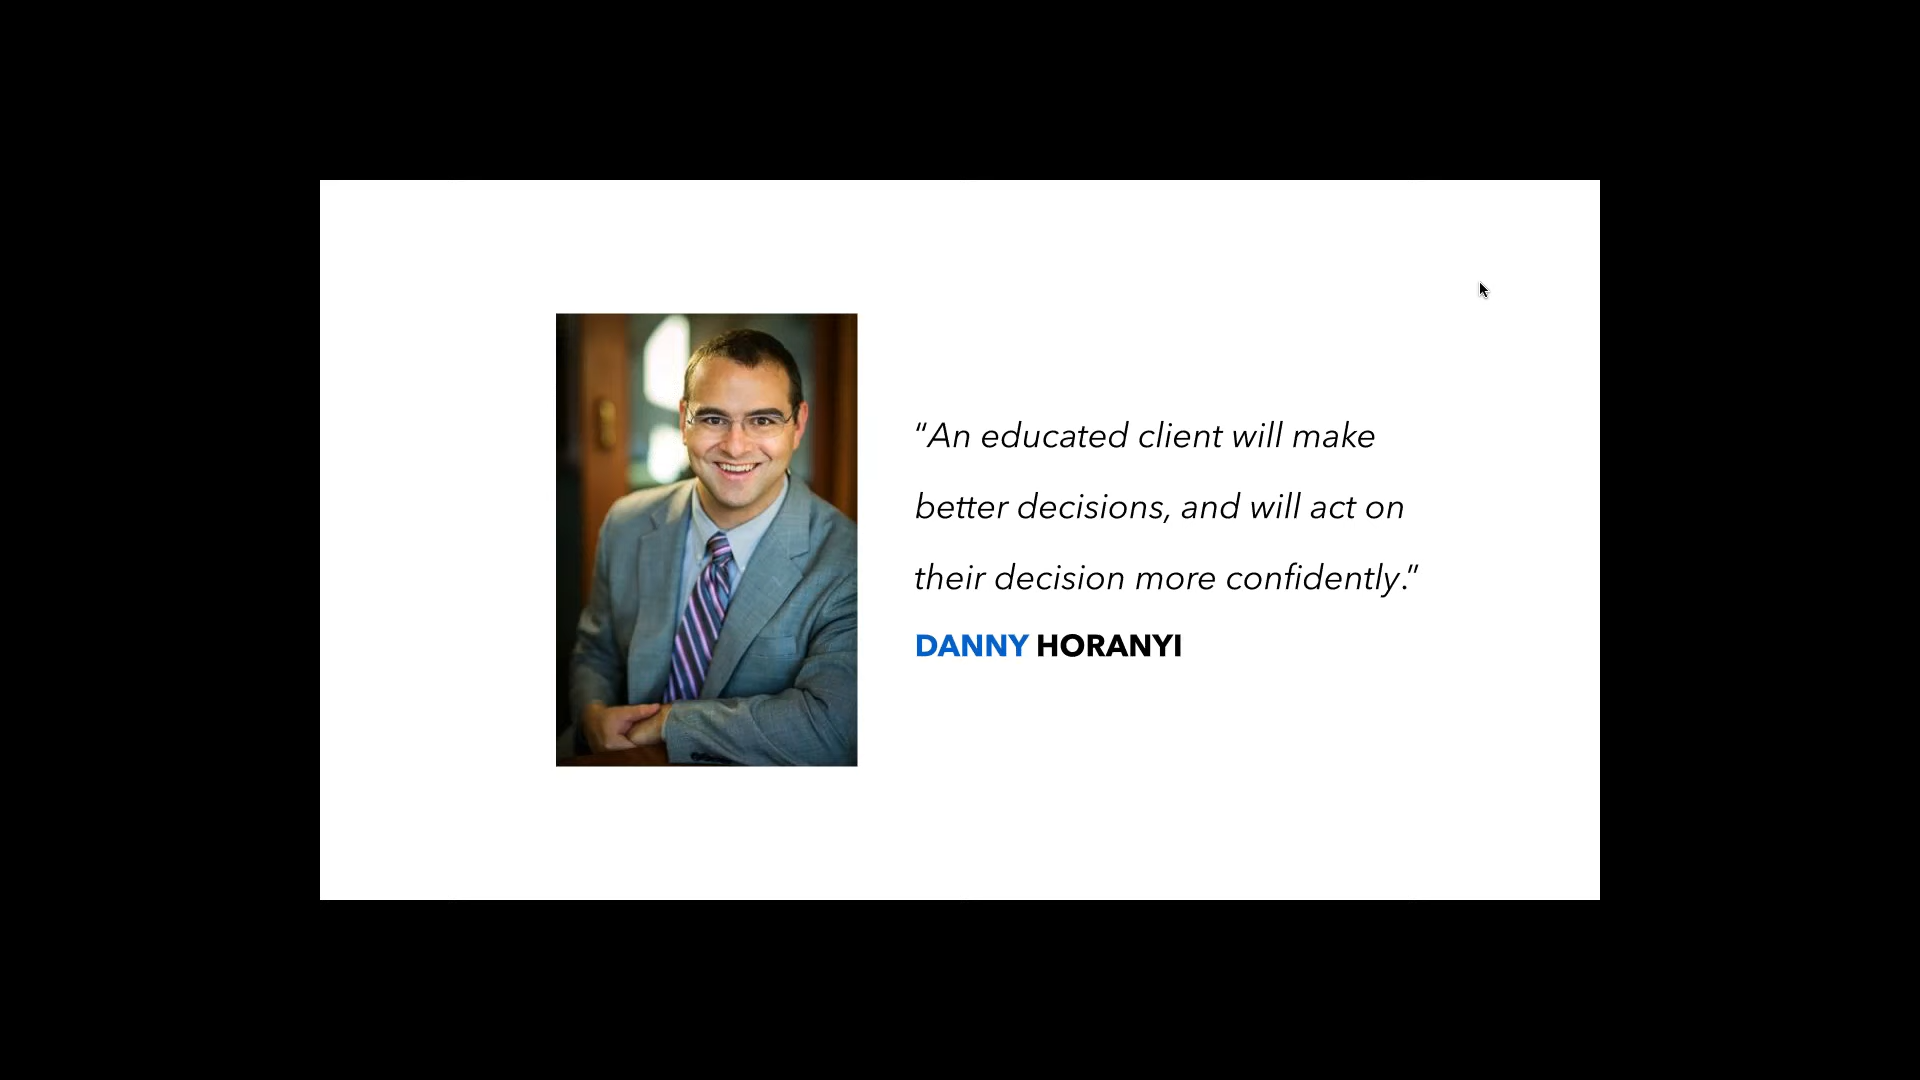 “An educated client will make
better decisions, and will act on
their decision more confidently.”
DANNY HORANYI